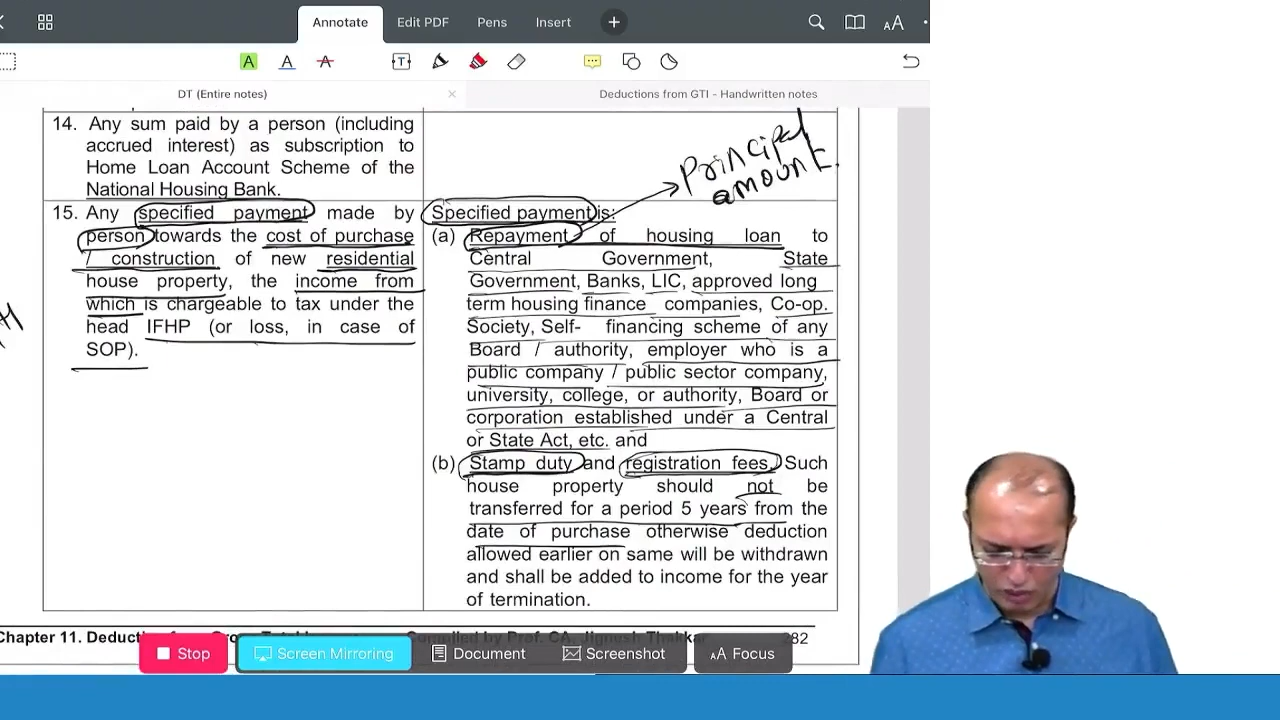 Annotate Edit PDF Pens Insert
DT (Entire notes) Deductions from GTI - Handwritten notes
14. Any sum paid by a person (including
accrued interest) as subscription to
Home Loan Account Scheme of the
National Housing Bank.
Principal
amount.
15. Any specified payment made by
person towards the cost of purchase
/ construction of new residential
house property, the income from
which is chargeable to tax under the
head IFHP (or loss, in case of
SOP).
Specified payment is:
(a) Repayment of housing loan to
Central Government, State
Government, Banks, LIC, approved long
term housing finance companies, Co-op.
Society, Self- financing scheme of any
Board / authority, employer who is a
public company / public sector company,
university, college, or authority, Board or
corporation established under a Central
or State Act, etc. and
(b) Stamp duty and registration fees. Such
house property should not be
transferred for a period 5 years from the
date of purchase otherwise deduction
allowed earlier on same will be withdrawn
and shall be added to income for the year
of termination.
Chapter 11. Compiled by Prof. CA. Jignesh Thakkar 282
Stop Screen Mirroring Document Screenshot AA Focus